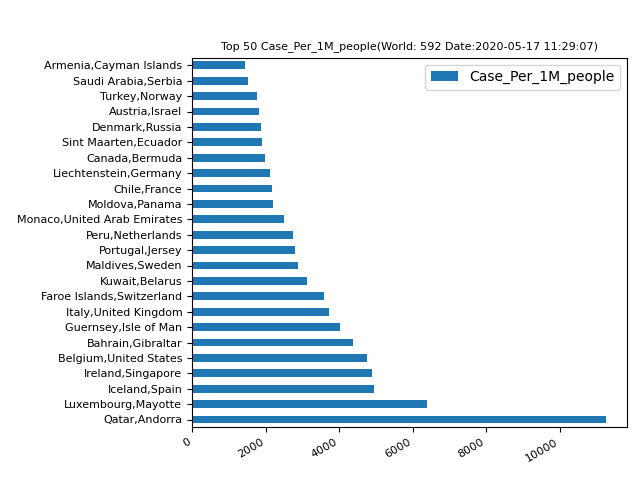 Top 50 Case_Per_1M_people(World: 592 Date:2020-05-17 11:29:07)
Case_Per_1M_people
Armenia,Cayman Islands
Saudi Arabia,Serbia
Turkey,Norway
Austria,Israel
Denmark,Russia
Sint Maarten,Ecuador
Canada,Bermuda
Liechtenstein,Germany
Chile,France
Moldova,Panama
Monaco,United Arab Emirates
Peru,Netherlands
Portugal,Jersey
Maldives,Sweden
Kuwait,Belarus
Faroe Islands,Switzerland
Italy,United Kingdom
Guernsey,Isle of Man
Bahrain,Gibraltar
Belgium,United States
Ireland,Singapore
Iceland,Spain
Luxembourg,Mayotte
Qatar,Andorra
0 2000 4000 6000 8000 10000